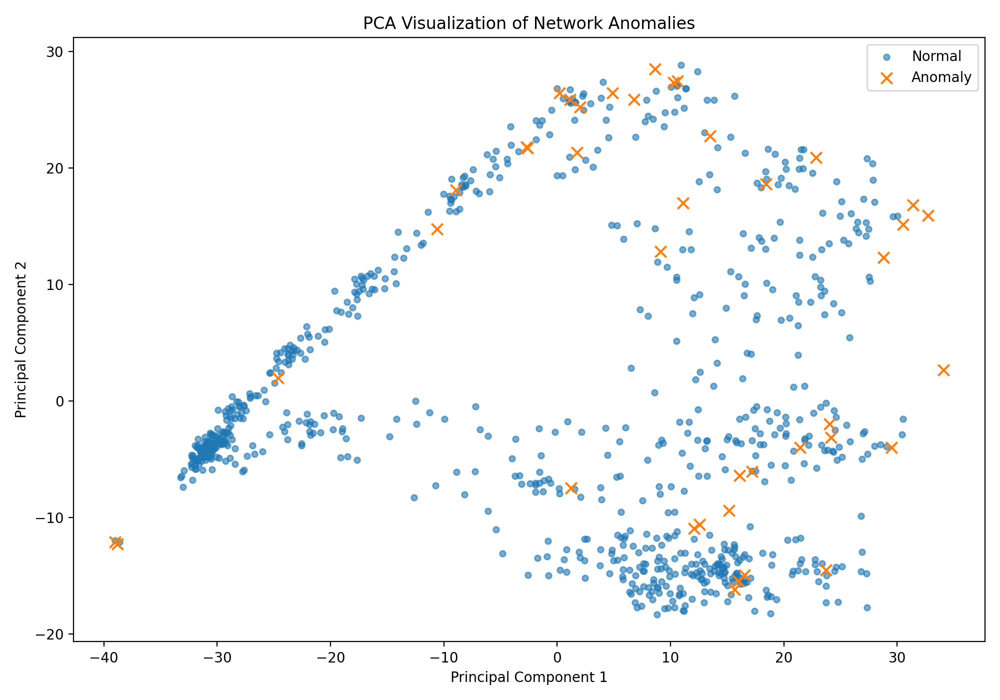 PCA Visualization of Network Anomalies
30
20
10
0
−10
−20
Principal Component 2
Normal
Anomaly
−40
−30
−20
−10
0
10
20
30
Principal Component 1